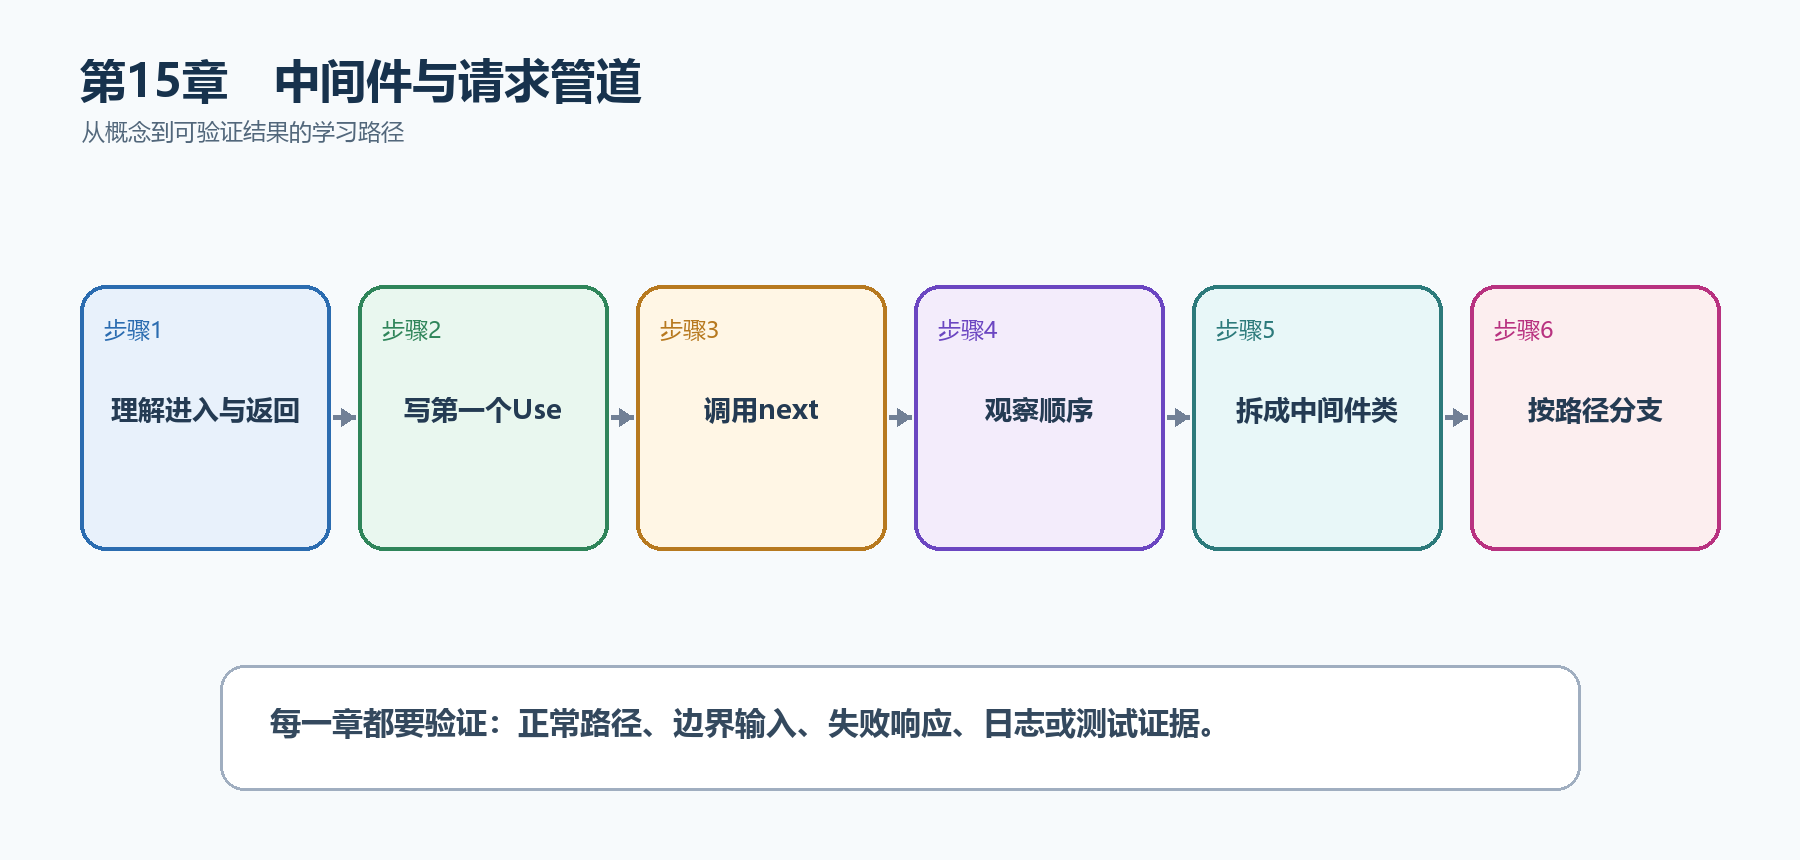 第15章　中间件与请求管道
从概念到可验证结果的学习路径
步骤1
理解进入与返回
步骤2
写第一个Use
步骤3
调用next
步骤4
观察顺序
步骤5
拆成中间件类
步骤6
按路径分支
每一章都要验证：正常路径、边界输入、失败响应、日志或测试证据。